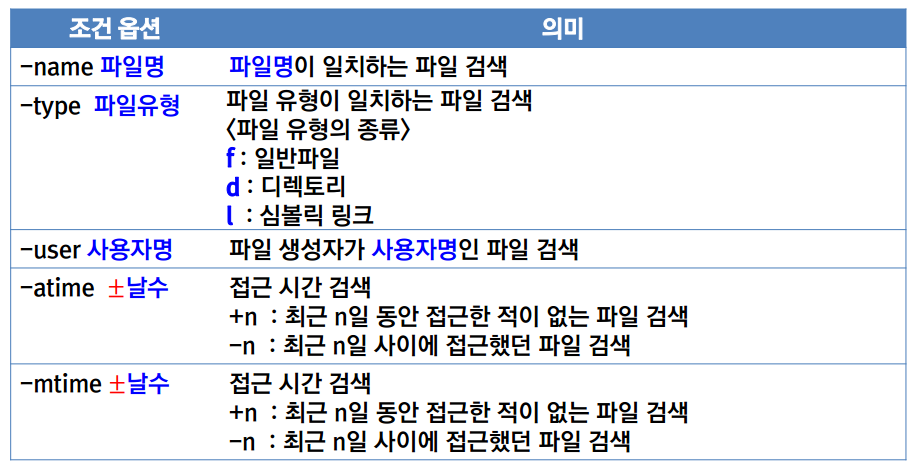 조건 옵션 의미
-name 파일명 파일명이 일치하는 파일 검색
-type 파일유형 파일 유형이 일치하는 파일 검색
<파일 유형의 종류>
f : 일반파일
d : 디렉토리
l : 심볼릭 링크
-user 사용자명 파일 생성자가 사용자명인 파일 검색
-atime ±날수 접근 시간 검색
+n : 최근 n일 동안 접근한 적이 없는 파일 검색
-n : 최근 n일 사이에 접근했던 파일 검색
-mtime ±날수 접근 시간 검색
+n : 최근 n일 동안 접근한 적이 없는 파일 검색
-n : 최근 n일 사이에 접근했던 파일 검색